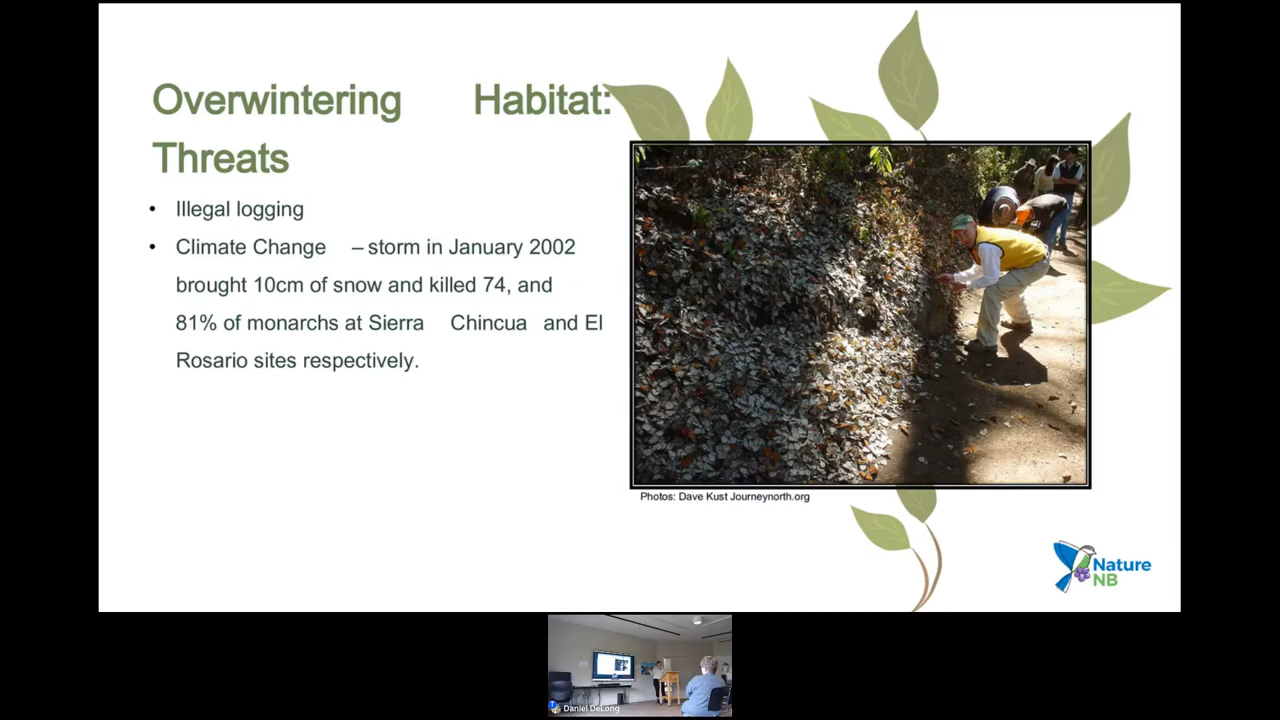 Overwintering Habitat:
Threats
• Illegal logging
• Climate Change – storm in January 2002
brought 10cm of snow and killed 74, and
81% of monarchs at Sierra Chincua and El
Rosario sites respectively.
Photos: Dave Kust Journeynorth.org
Nature
NB
Daniel DeLong